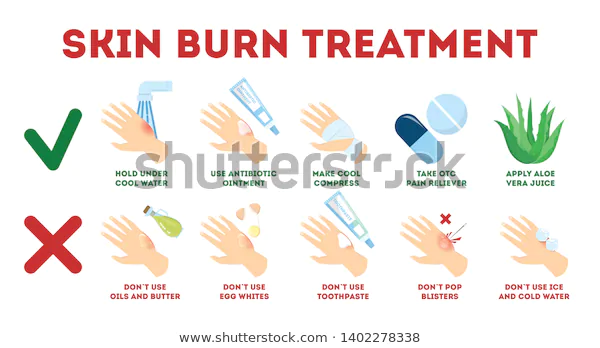 SKIN BURN TREATMENT
HOLD UNDER
COOL WATER
USE ANTIBIOTIC
OINTMENT
MAKE COOL
COMPRESS
TAKE OTC
PAIN RELIEVER
APPLY ALOE
VERA JUICE
DON`T USE
OILS AND BUTTER
DON`T USE
EGG WHITES
DON`T USE
TOOTHPASTE
DON`T POP
BLISTERS
DON`T USE ICE
AND COLD WATER
shutterstock
www.shutterstock.com · 1402278338